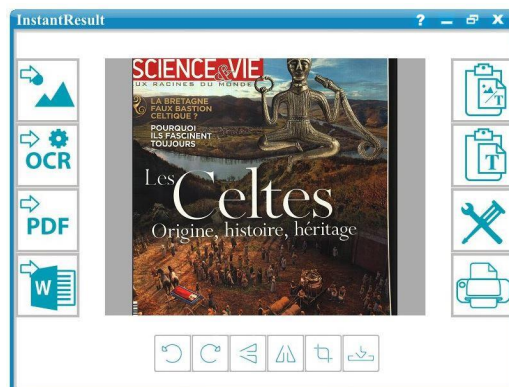 InstantResult
?
SCIENCE&VIE
UX RACINES DU MONDE
LA BRETAGNE
FAUX BASTION
CELTIQUE ?
POURQUOI
ILS FASCINENT
TOUJOURS
Les Celtes
Origine, histoire, héritage
OCR
PDF
W
T
T